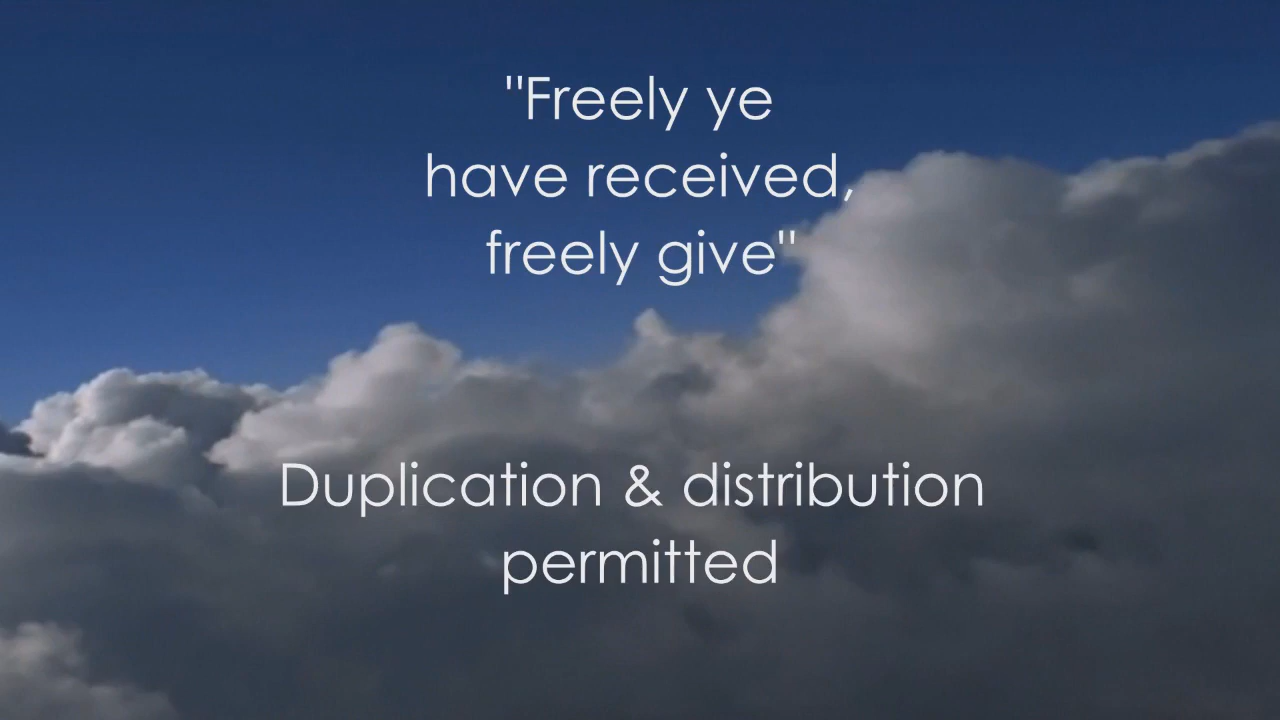 "Freely ye
have received,
freely give"
Duplication & distribution
permitted